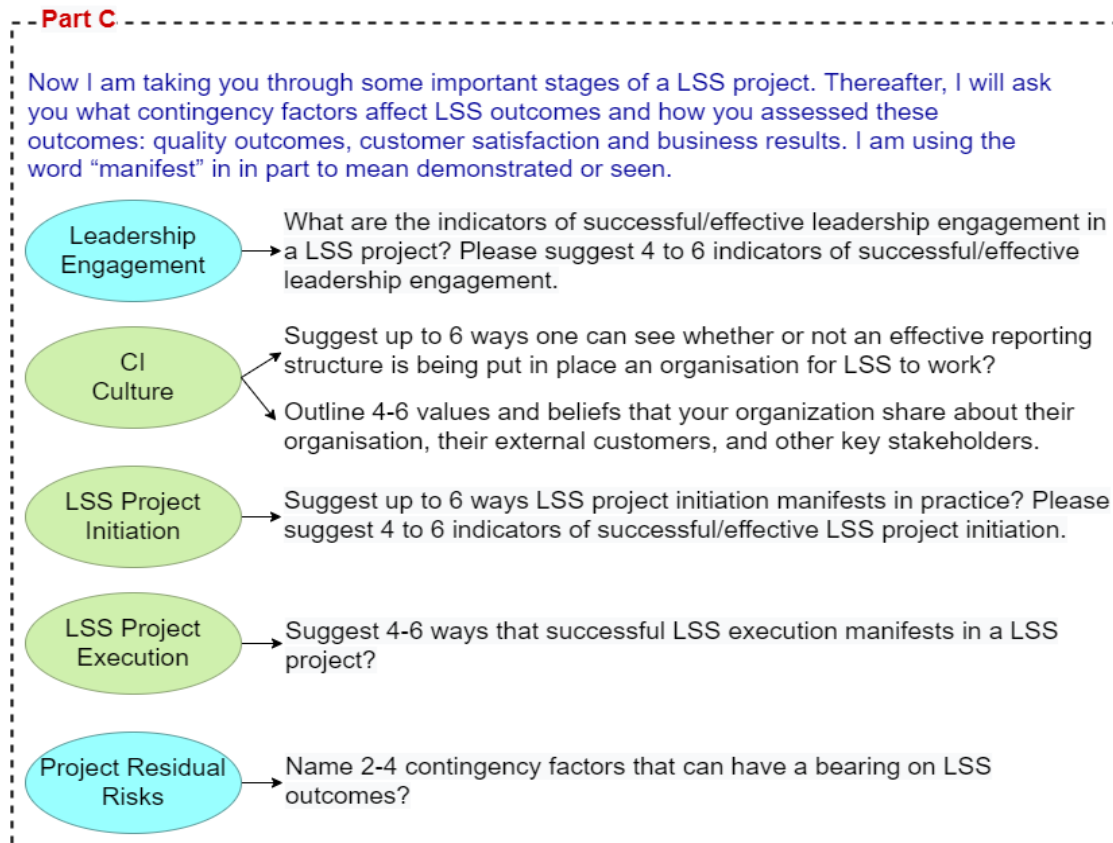 Part C
Now I am taking you through some important stages of a LSS project. Thereafter, I will ask
you what contingency factors affect LSS outcomes and how you assessed these
outcomes: quality outcomes, customer satisfaction and business results. I am using the
word “manifest” in in part to mean demonstrated or seen.
Leadership
Engagement
What are the indicators of successful/effective leadership engagement in
a LSS project? Please suggest 4 to 6 indicators of successful/effective
leadership engagement.
CI
Culture
Suggest up to 6 ways one can see whether or not an effective reporting
structure is being put in place an organisation for LSS to work?
Outline 4-6 values and beliefs that your organization share about their
organisation, their external customers, and other key stakeholders.
LSS Project
Initiation
Suggest up to 6 ways LSS project initiation manifests in practice? Please
suggest 4 to 6 indicators of successful/effective LSS project initiation.
LSS Project
Execution
Suggest 4-6 ways that successful LSS execution manifests in a LSS
project?
Project Residual
Risks
Name 2-4 contingency factors that can have a bearing on LSS
outcomes?